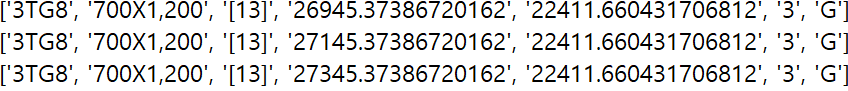 ['3TG8', '700X1,200', '[13]', '26945.37386720162', '22411.660431706812', '3', 'G']
['3TG8', '700X1,200', '[13]', '27145.37386720162', '22411.660431706812', '3', 'G']
['3TG8', '700X1,200', '[13]', '27345.37386720162', '22411.660431706812', '3', 'G']